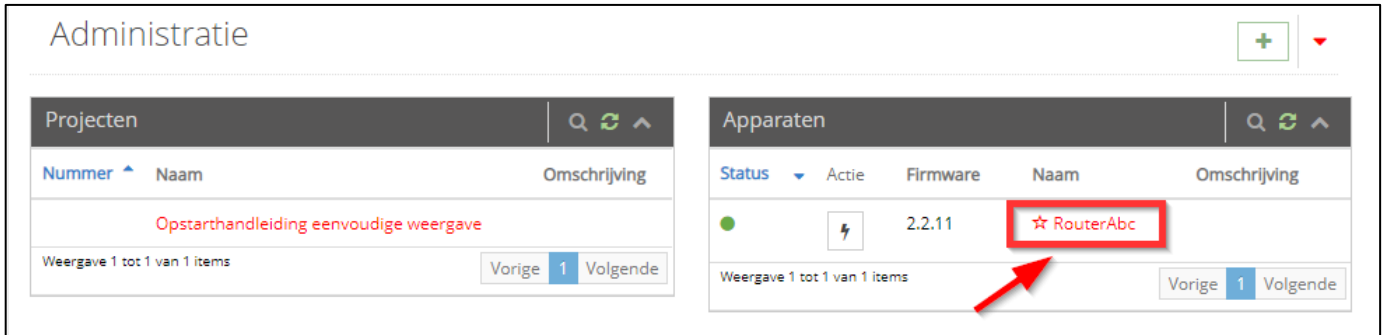 Administratie
Projecten
Nummer Naam Omschrijving
Opstarthandleiding eenvoudige weergave
Weergave 1 tot 1 van 1 items
Vorige 1 Volgende
Apparaten
Status Actie Firmware Naam Omschrijving
2.2.11 RouterAbc
Weergave 1 tot 1 van 1 items
Vorige 1 Volgende